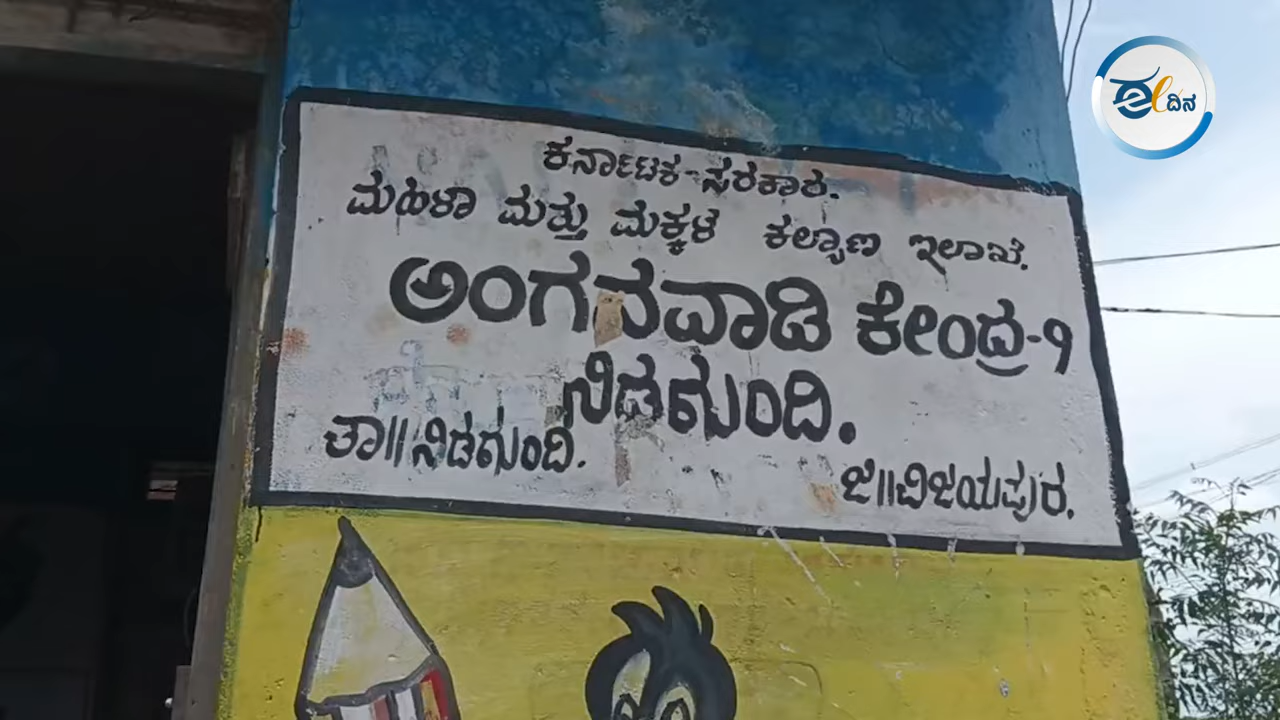 ಕರ್ನಾಟಕ ಸರಕಾರ.
ಮಹಿಳಾ ಮತ್ತು ಮಕ್ಕಳ ಕಲ್ಯಾಣ ಇಲಾಖೆ.
ಅಂಗನವಾಡಿ ಕೇಂದ್ರ-೧
ನಿಡಗುಂದಿ.
ತಾ॥ ನಿಡಗುಂದಿ. ಜಿ॥ವಿಜಯಪುರ.
ಈ ದಿನ